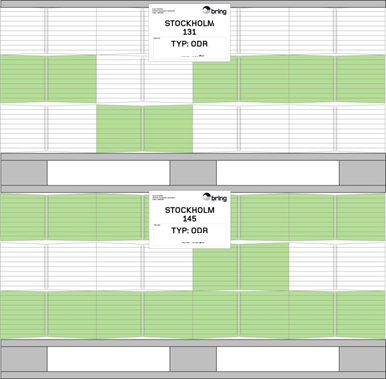 bring
STOCKHOLM
131
TYP: ODR
bring
STOCKHOLM
145
TYP: ODR